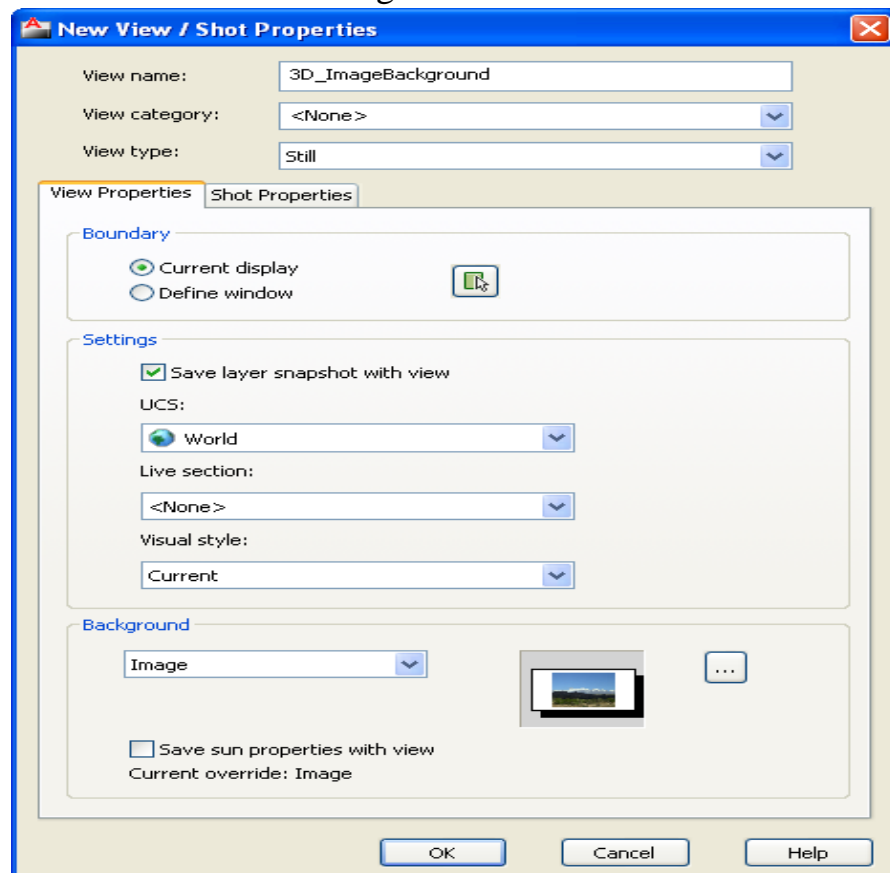 New View / Shot Properties
View name: 3D_ImageBackground
View category: <None>
View type: Still
View Properties Shot Properties
Boundary
Current display
Define window
Settings
Save layer snapshot with view
UCS:
World
Live section:
<None>
Visual style:
Current
Background
Image ...
Save sun properties with view
Current override: Image
OK Cancel Help